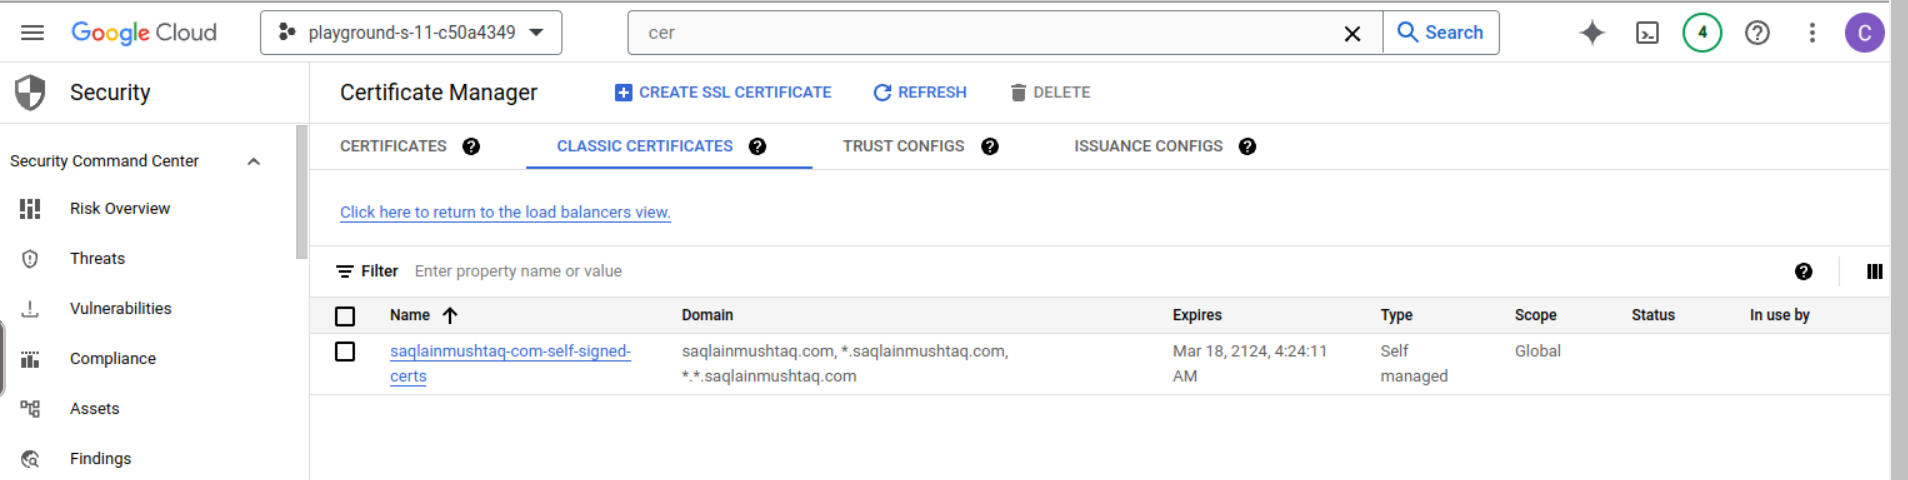 Google Cloud
playground-s-11-c50a4349
cer
Search
4
C
Security
Certificate Manager
CREATE SSL CERTIFICATE
REFRESH
DELETE
Security Command Center
Risk Overview
Threats
Vulnerabilities
Compliance
Assets
Findings
CERTIFICATES
CLASSIC CERTIFICATES
TRUST CONFIGS
ISSUANCE CONFIGS
Click here to return to the load balancers view.
Filter Enter property name or value
Name Domain Expires Type Scope Status In use by
saqlainmushtaq-com-self-signed- saqlainmushtaq.com, *.saqlainmushtaq.com, Mar 18, 2124, 4:24:11 Self Global
certs *.*.saqlainmushtaq.com AM managed